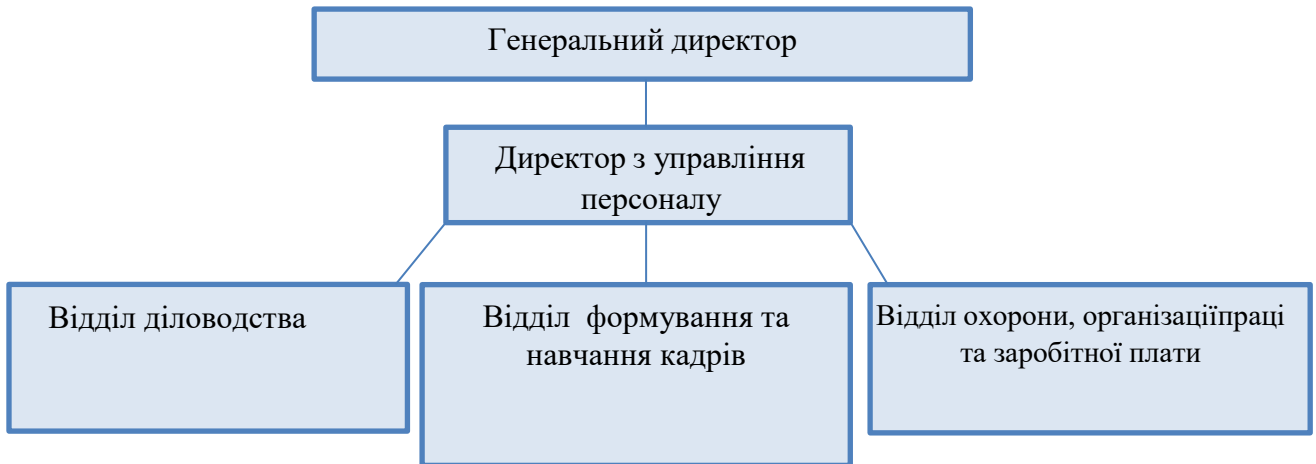 Генеральний директор
Директор з управління
персоналу
Відділ діловодства
Відділ формування та
навчання кадрів
Відділ охорони, організаціїпраці
та заробітної плати